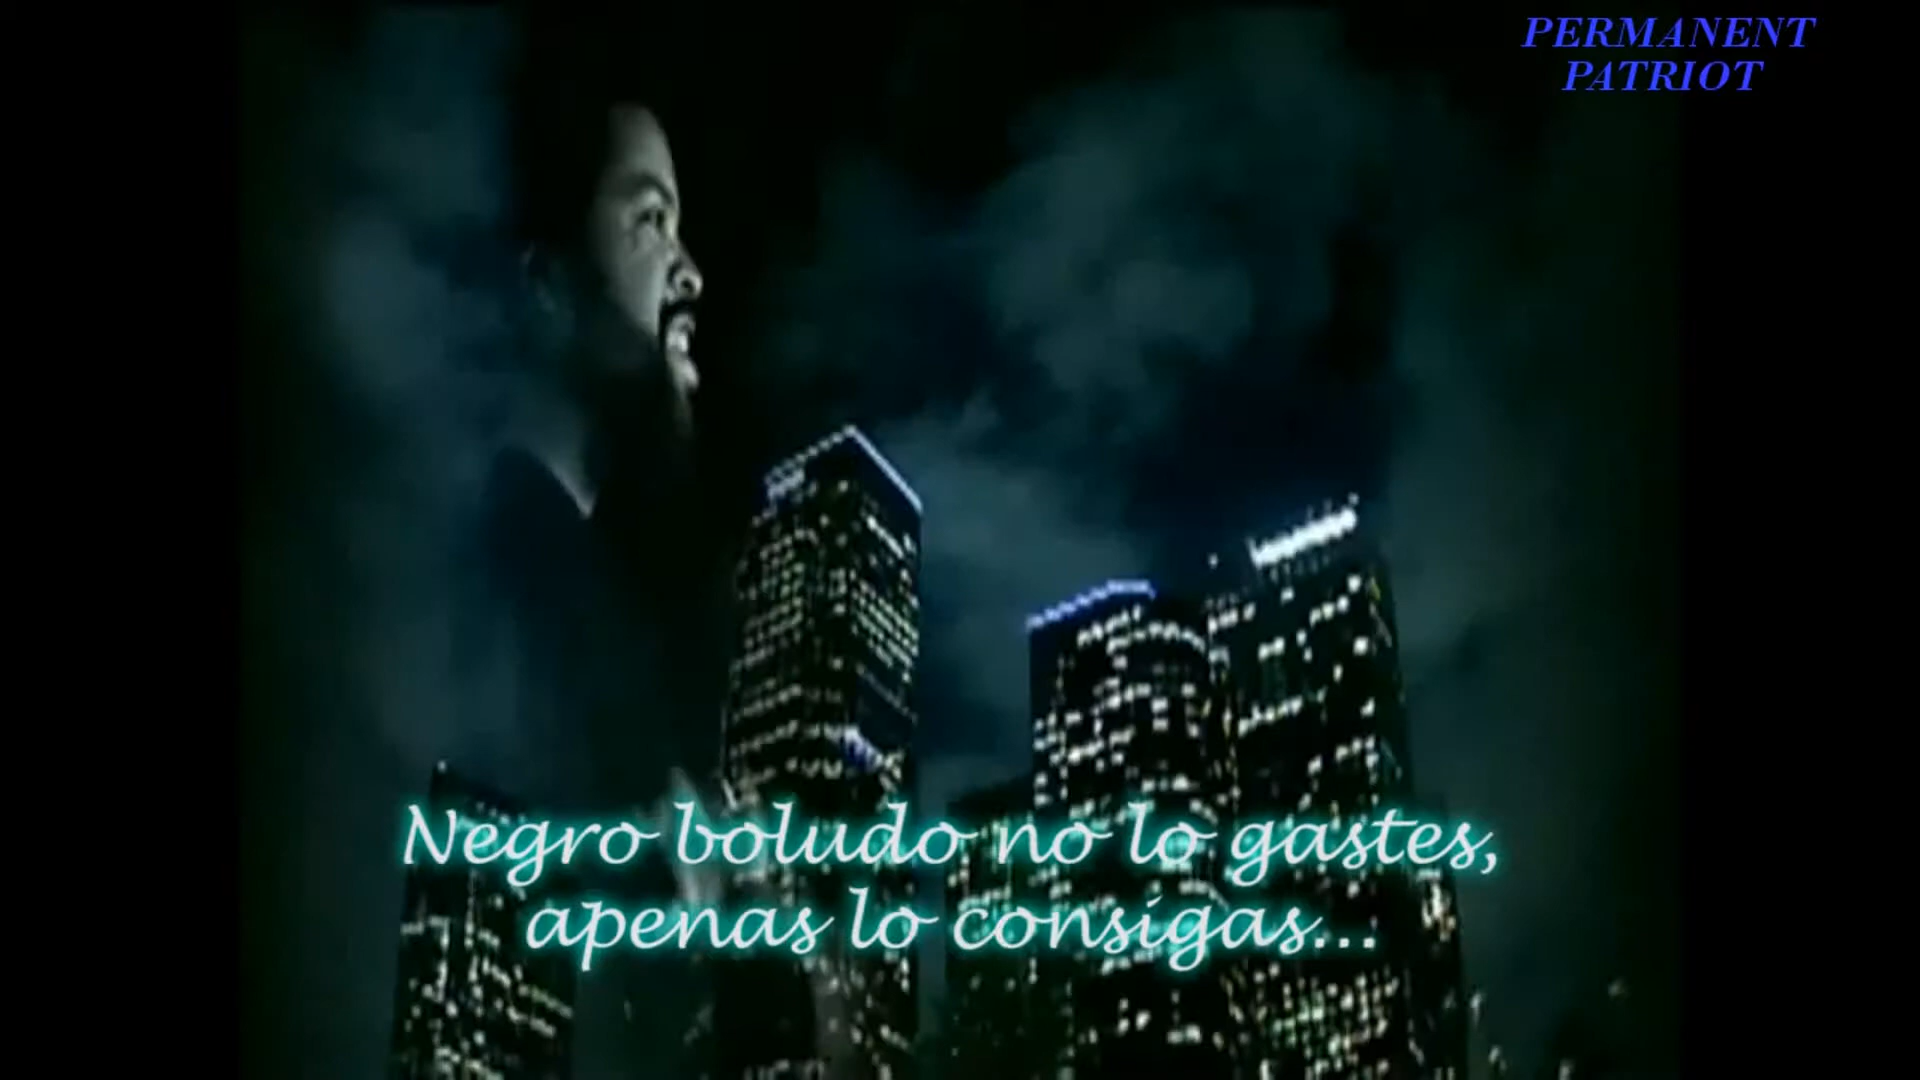 PERMANENT
PATRIOT
Negro boludo no lo gastes,
apenas lo consigas...